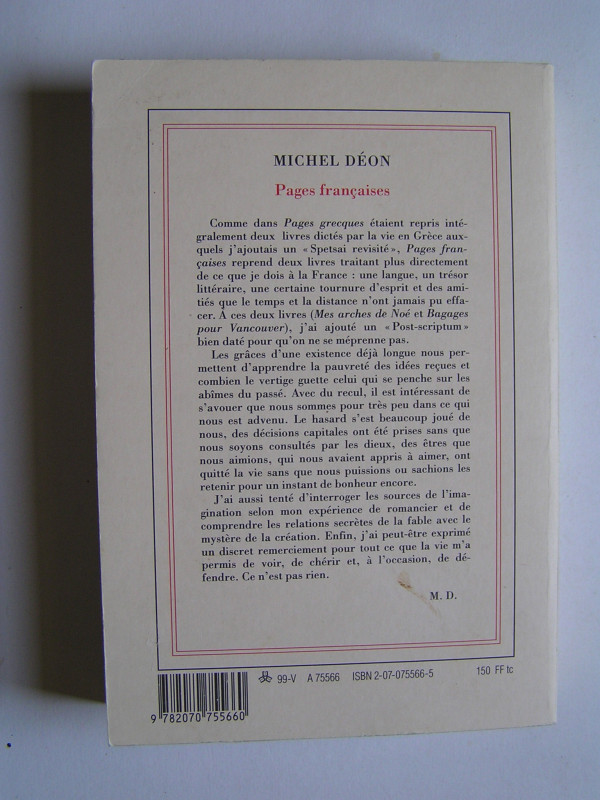 MICHEL DÉON
Pages françaises
Comme dans Pages grecques étaient repris inté-
gralement deux livres dictés par la vie en Grèce aux-
quels j'ajoutais un «Spetsai revisité», Pages fran-
çaises reprend deux livres traitant plus directement
de ce que je dois à la France : une langue, un trésor
littéraire, une certaine tournure d'esprit et des ami-
tiés que le temps et la distance n'ont jamais pu effa-
cer. A ces deux livres (Mes arches de Noé et Bagages
pour Vancouver), j'ai ajouté un «Post-scriptum»
bien daté pour qu'on ne se méprenne pas.
Les grâces d'une existence déjà longue nous per-
mettent d'apprendre la pauvreté des idées reçues et
combien le vertige guette celui qui se penche sur les
abîmes du passé. Avec du recul, il est intéressant de
s'avouer que nous sommes pour très peu dans ce qui
nous est advenu. Le hasard s'est beaucoup joué de
nous, des décisions capitales ont été prises sans que
nous soyons consultés par les dieux, des êtres que
nous aimions, qui nous avaient appris à aimer, ont
quitté la vie sans que nous puissions ou sachions les
retenir pour un instant de bonheur encore.
J'ai aussi tenté d'interroger les sources de l'ima-
gination selon mon expérience de romancier et de
comprendre les relations secrètes de la fable avec le
mystère de la création. Enfin, j'ai peut-être exprimé
un discret remerciement pour tout ce que la vie m'a
permis de voir, de chérir et, à l'occasion, de dé-
fendre. Ce n'est pas rien.
M. D.
99-V A 75566 ISBN 2-07-075566-5 150 FF tc
9 782070 755660